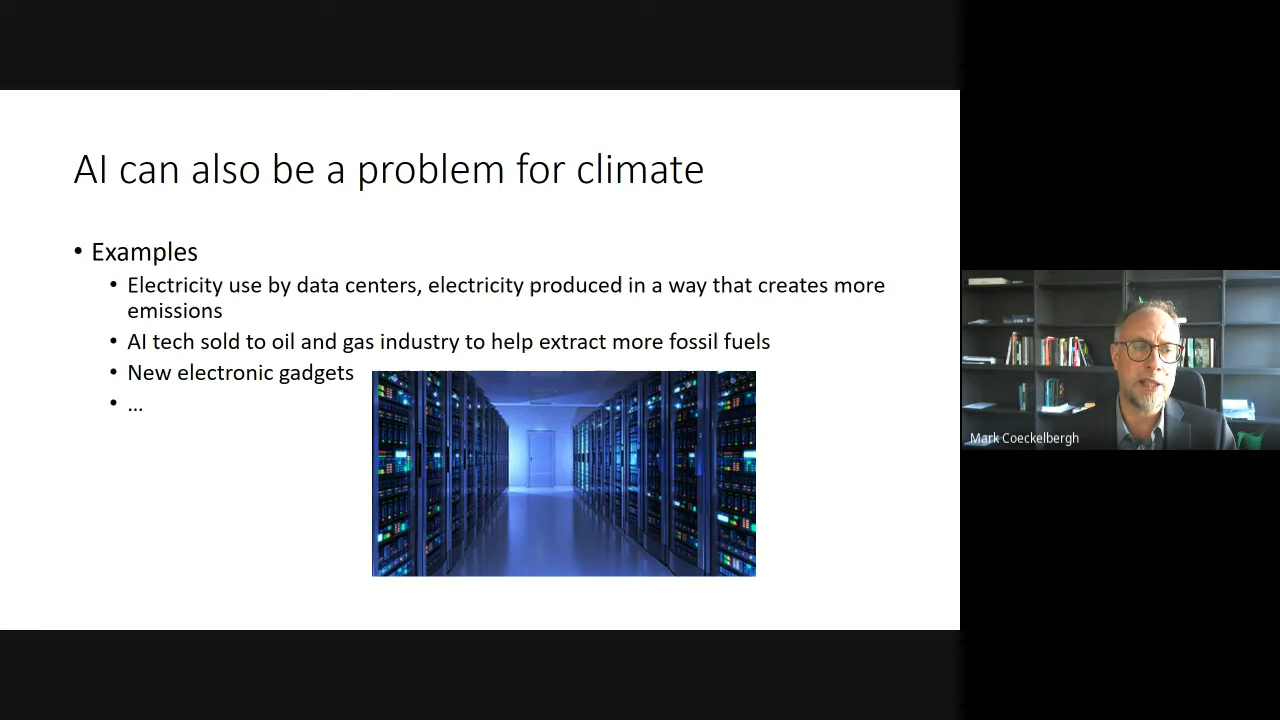 AI can also be a problem for climate
• Examples
• Electricity use by data centers, electricity produced in a way that creates more
emissions
• AI tech sold to oil and gas industry to help extract more fossil fuels
• New electronic gadgets
• ...
Mark Coeckelbergh